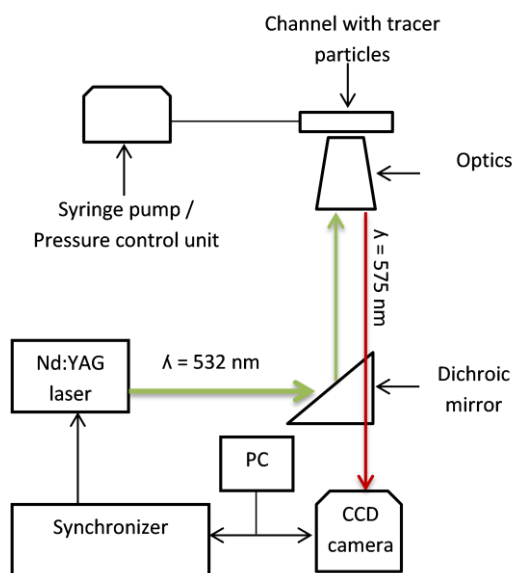 Channel with tracer
particles
Optics
Syringe pump /
Pressure control unit
ʎ = 575 nm
Nd:YAG
laser
ʎ = 532 nm
Dichroic
mirror
PC
Synchronizer
CCD
camera